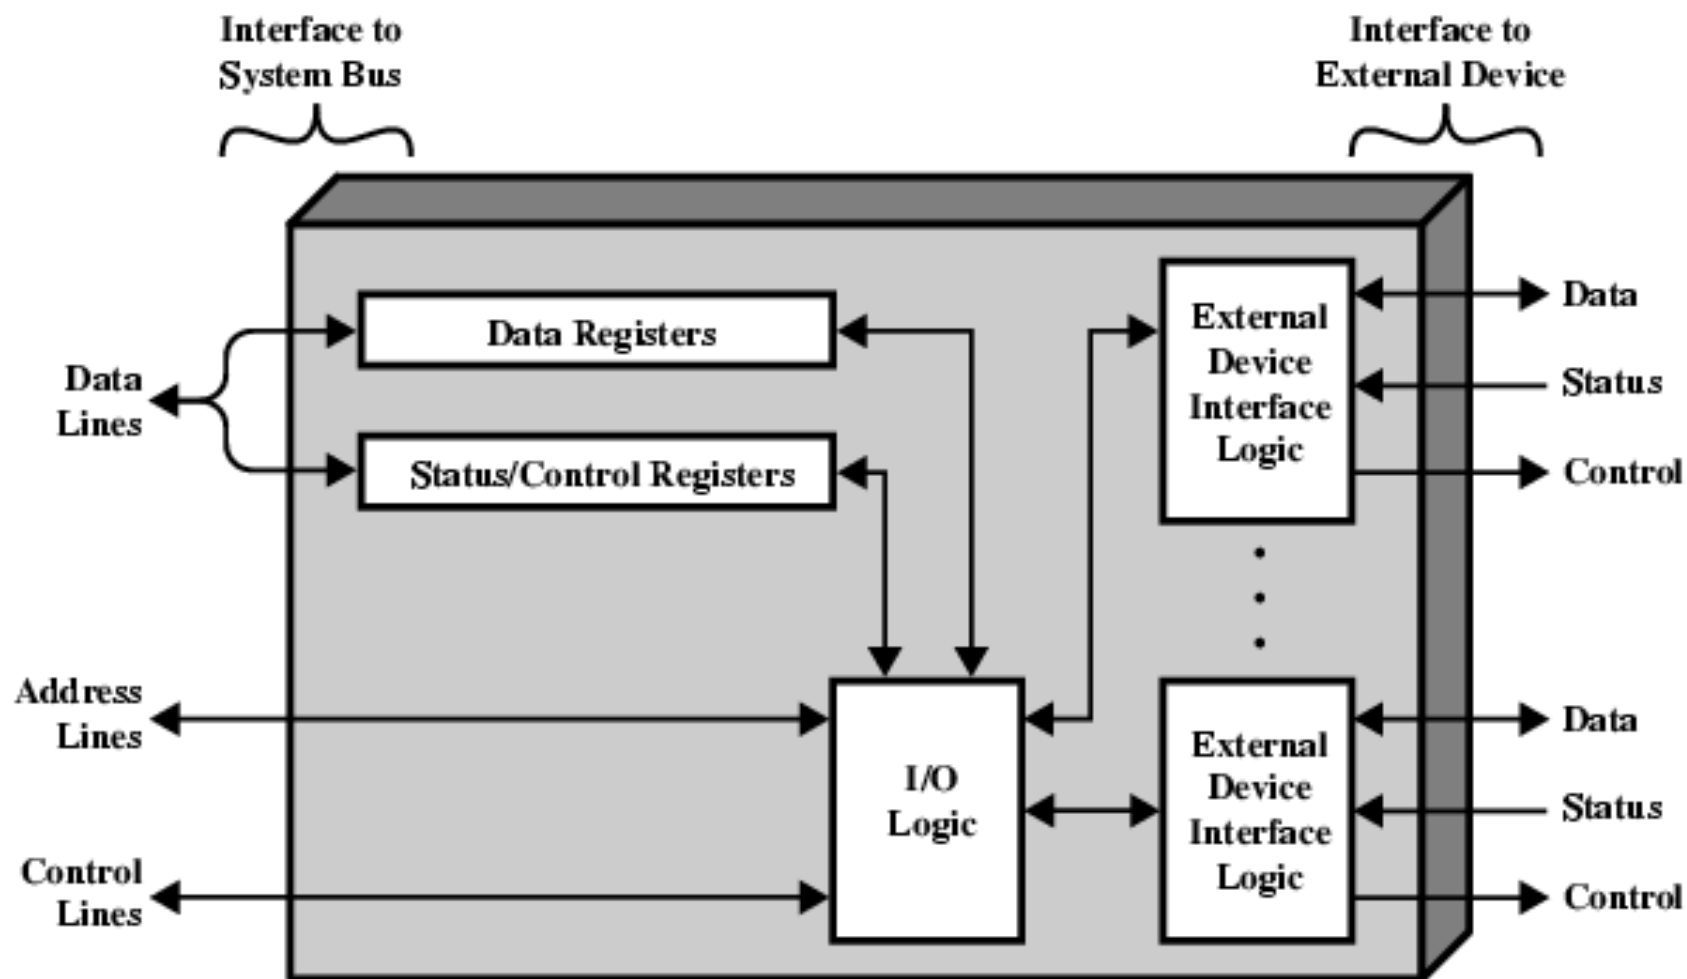 Interface to
System Bus
Interface to
External Device
Data Registers
Status/Control Registers
Data
Lines
Address
Lines
Control
Lines
I/O
Logic
External
Device
Interface
Logic
Data
Status
Control
External
Device
Interface
Logic
Data
Status
Control